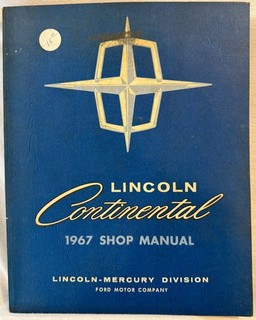 LINCOLN
Continental
1967 SHOP MANUAL
LINCOLN-MERCURY DIVISION
FORD MOTOR COMPANY